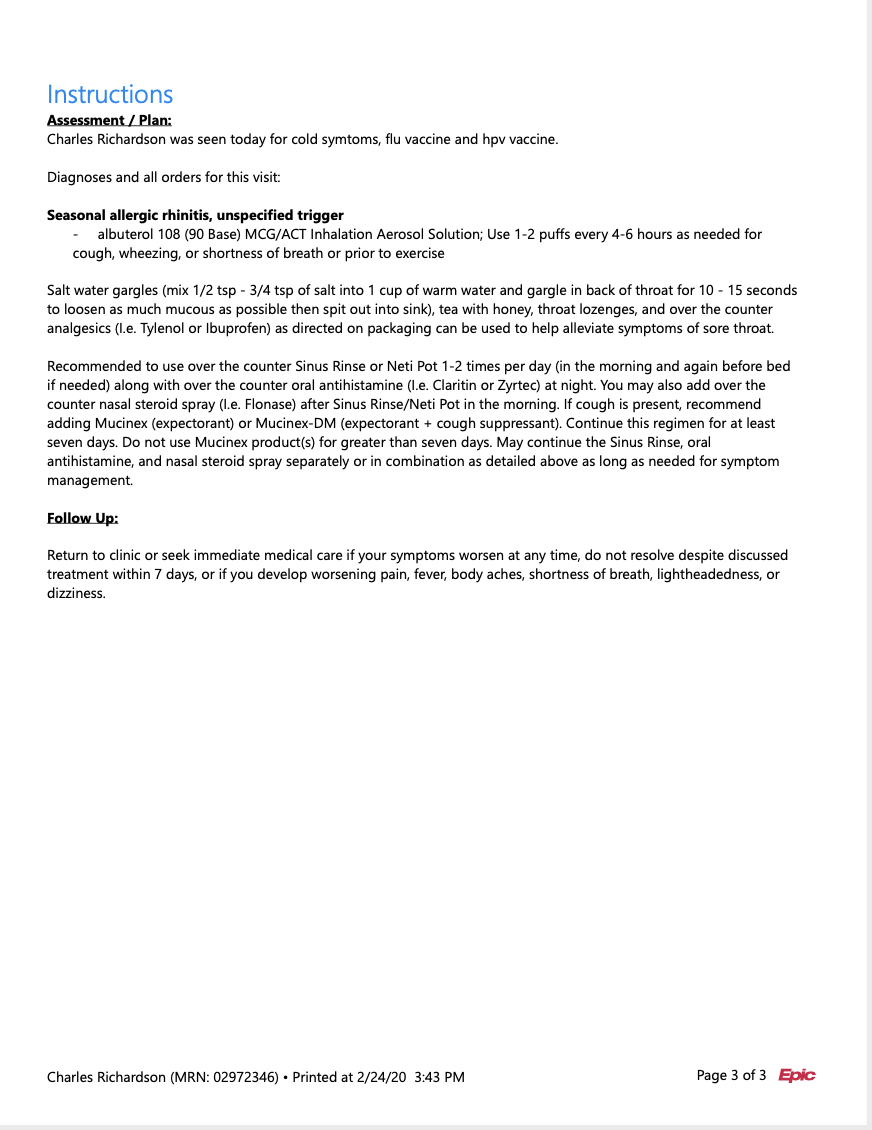 Instructions
Assessment / Plan:
Charles Richardson was seen today for cold symtoms, flu vaccine and hpv vaccine.
Diagnoses and all orders for this visit:
Seasonal allergic rhinitis, unspecified trigger
- albuterol 108 (90 Base) MCG/ACT Inhalation Aerosol Solution; Use 1-2 puffs every 4-6 hours as needed for
cough, wheezing, or shortness of breath or prior to exercise
Salt water gargles (mix 1/2 tsp - 3/4 tsp of salt into 1 cup of warm water and gargle in back of throat for 10 - 15 seconds
to loosen as much mucous as possible then spit out into sink), tea with honey, throat lozenges, and over the counter
analgesics (I.e. Tylenol or Ibuprofen) as directed on packaging can be used to help alleviate symptoms of sore throat.
Recommended to use over the counter Sinus Rinse or Neti Pot 1-2 times per day (in the morning and again before bed
if needed) along with over the counter oral antihistamine (I.e. Claritin or Zyrtec) at night. You may also add over the
counter nasal steroid spray (I.e. Flonase) after Sinus Rinse/Neti Pot in the morning. If cough is present, recommend
adding Mucinex (expectorant) or Mucinex-DM (expectorant + cough suppressant). Continue this regimen for at least
seven days. Do not use Mucinex product(s) for greater than seven days. May continue the Sinus Rinse, oral
antihistamine, and nasal steroid spray separately or in combination as detailed above as long as needed for symptom
management.
Follow Up:
Return to clinic or seek immediate medical care if your symptoms worsen at any time, do not resolve despite discussed
treatment within 7 days, or if you develop worsening pain, fever, body aches, shortness of breath, lightheadedness, or
dizziness.
Charles Richardson (MRN: 02972346) • Printed at 2/24/20 3:43 PM
Page 3 of 3 Epic